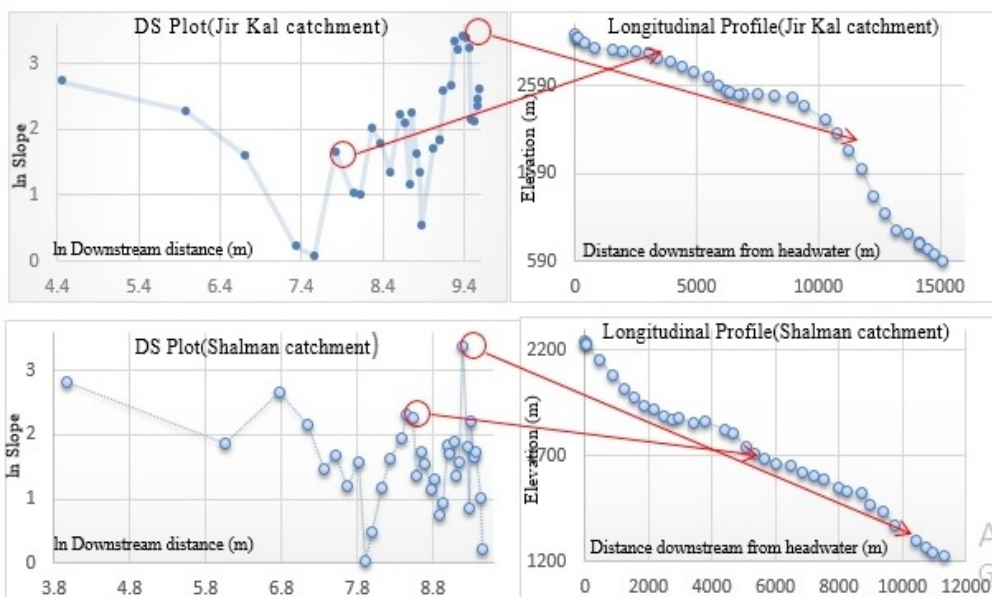 DS Plot(Jir Kal catchment)
3
2
1
0
ln Slope
ln Downstream distance (m)
4.4 5.4 6.4 7.4 8.4 9.4
Longitudinal Profile(Jir Kal catchment)
2590
1590
590
Elevation (m)
Distance downstream from headwater (m)
0 5000 10000 15000
DS Plot(Shalman catchment)
3
2
1
0
ln Slope
ln Downstream distance (m)
3.8 4.8 5.8 6.8 7.8 8.8
Longitudinal Profile(Shalman catchment)
2200
1700
1200
Elevation (m)
Distance downstream from headwater (m)
0 2000 4000 6000 8000 10000 12000